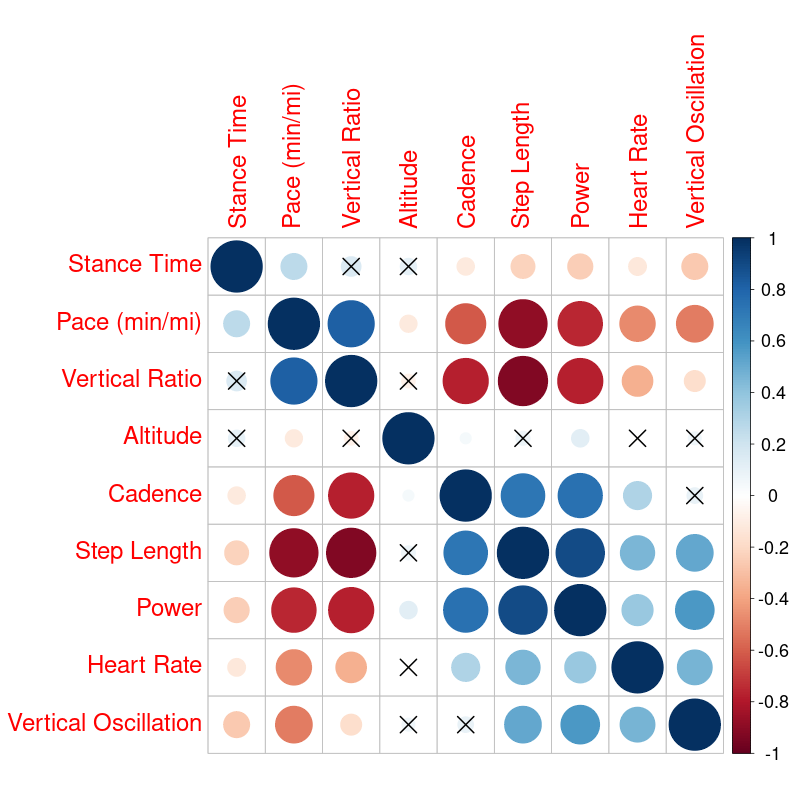 Stance Time
Pace (min/mi)
Vertical Ratio
Altitude
Cadence
Step Length
Power
Heart Rate
Vertical Oscillation
Stance Time
Pace (min/mi)
Vertical Ratio
Altitude
Cadence
Step Length
Power
Heart Rate
Vertical Oscillation
1
0.8
0.6
0.4
0.2
0
-0.2
-0.4
-0.6
-0.8
-1